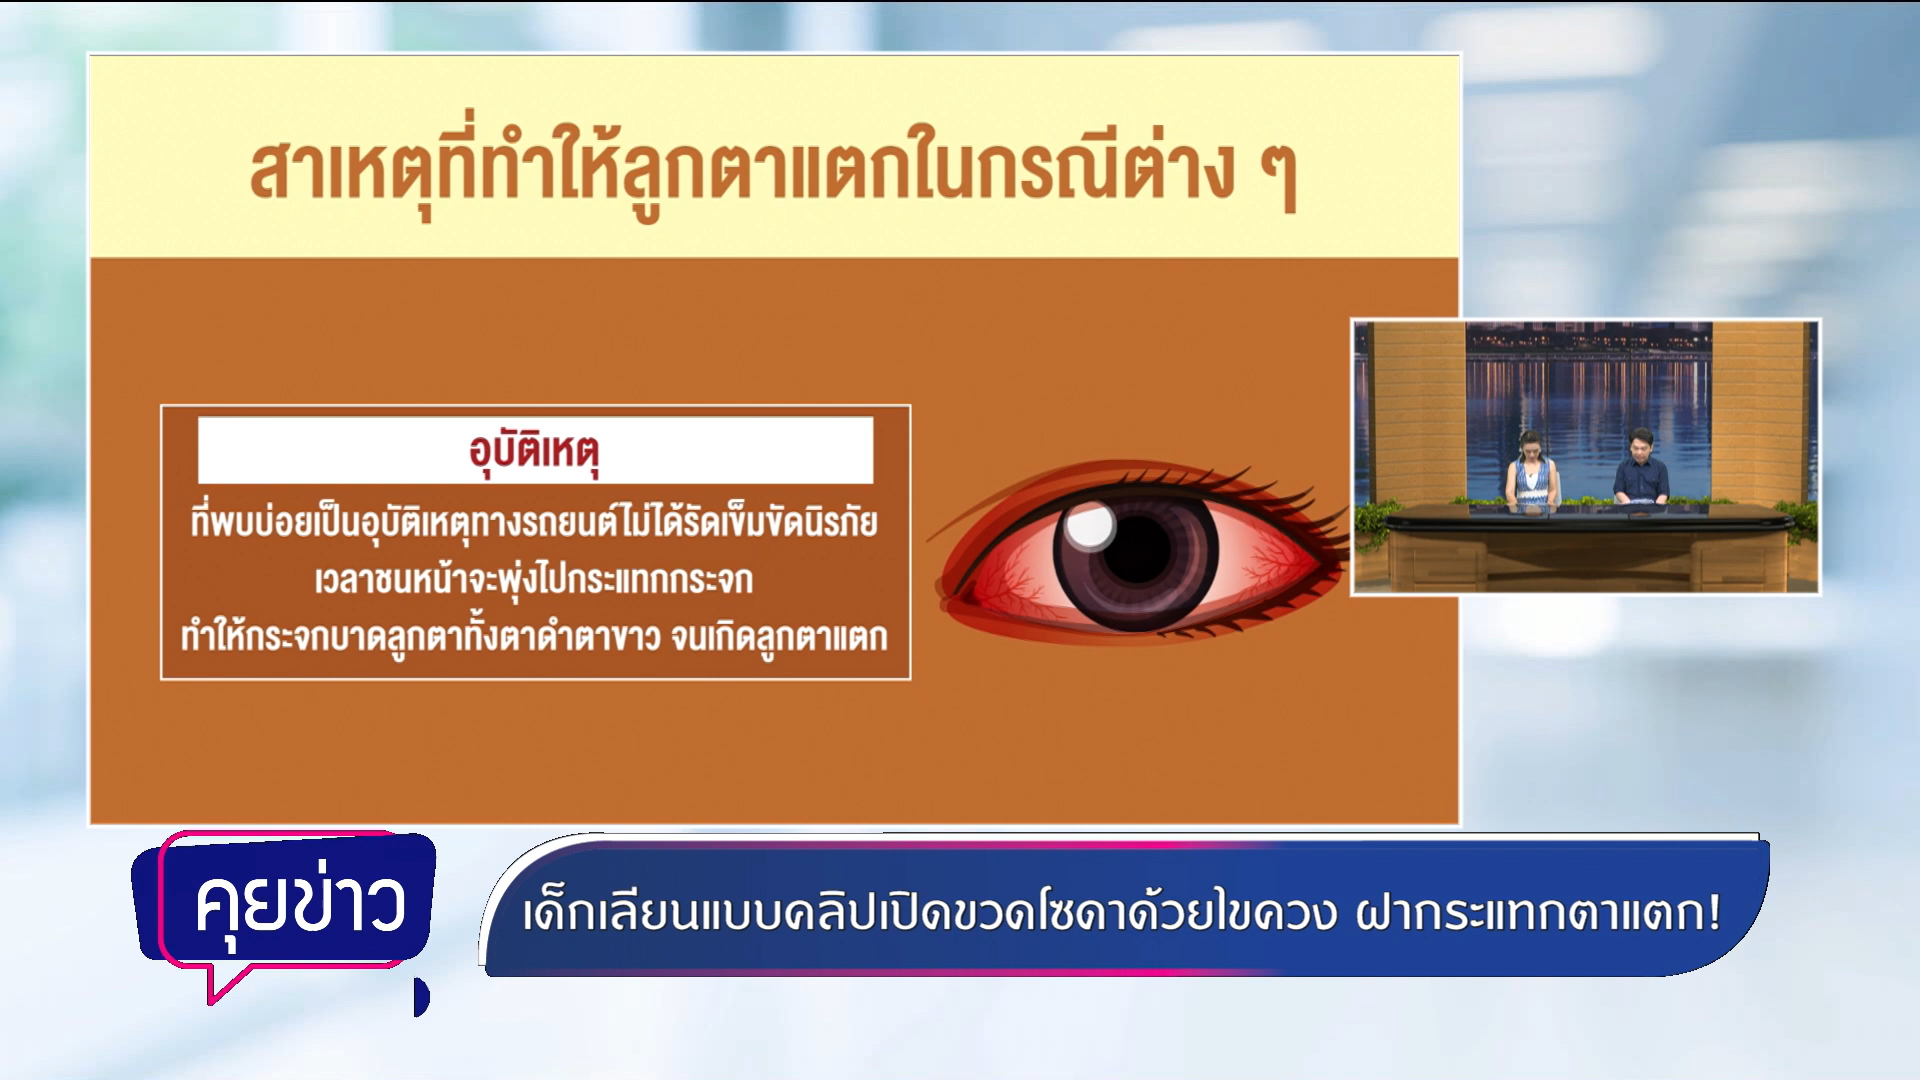 สาเหตุที่ทำให้ลูกตาแตกในกรณีต่าง ๆ
อุบัติเหตุ
ที่พบบ่อยเป็นอุบัติเหตุทางรถยนต์ไม่ได้รัดเข็มขัดนิรภัย
เวลาชนหน้าจะพุ่งไปกระแทกกระจก
ทำให้กระจกบาดลูกตาทั้งตาดำตาขาว จนเกิดลูกตาแตก
คุยข่าว
เด็กเลียนแบบคลิปเปิดขวดโซดาด้วยไขควง ฝากระแทกตาแตก!